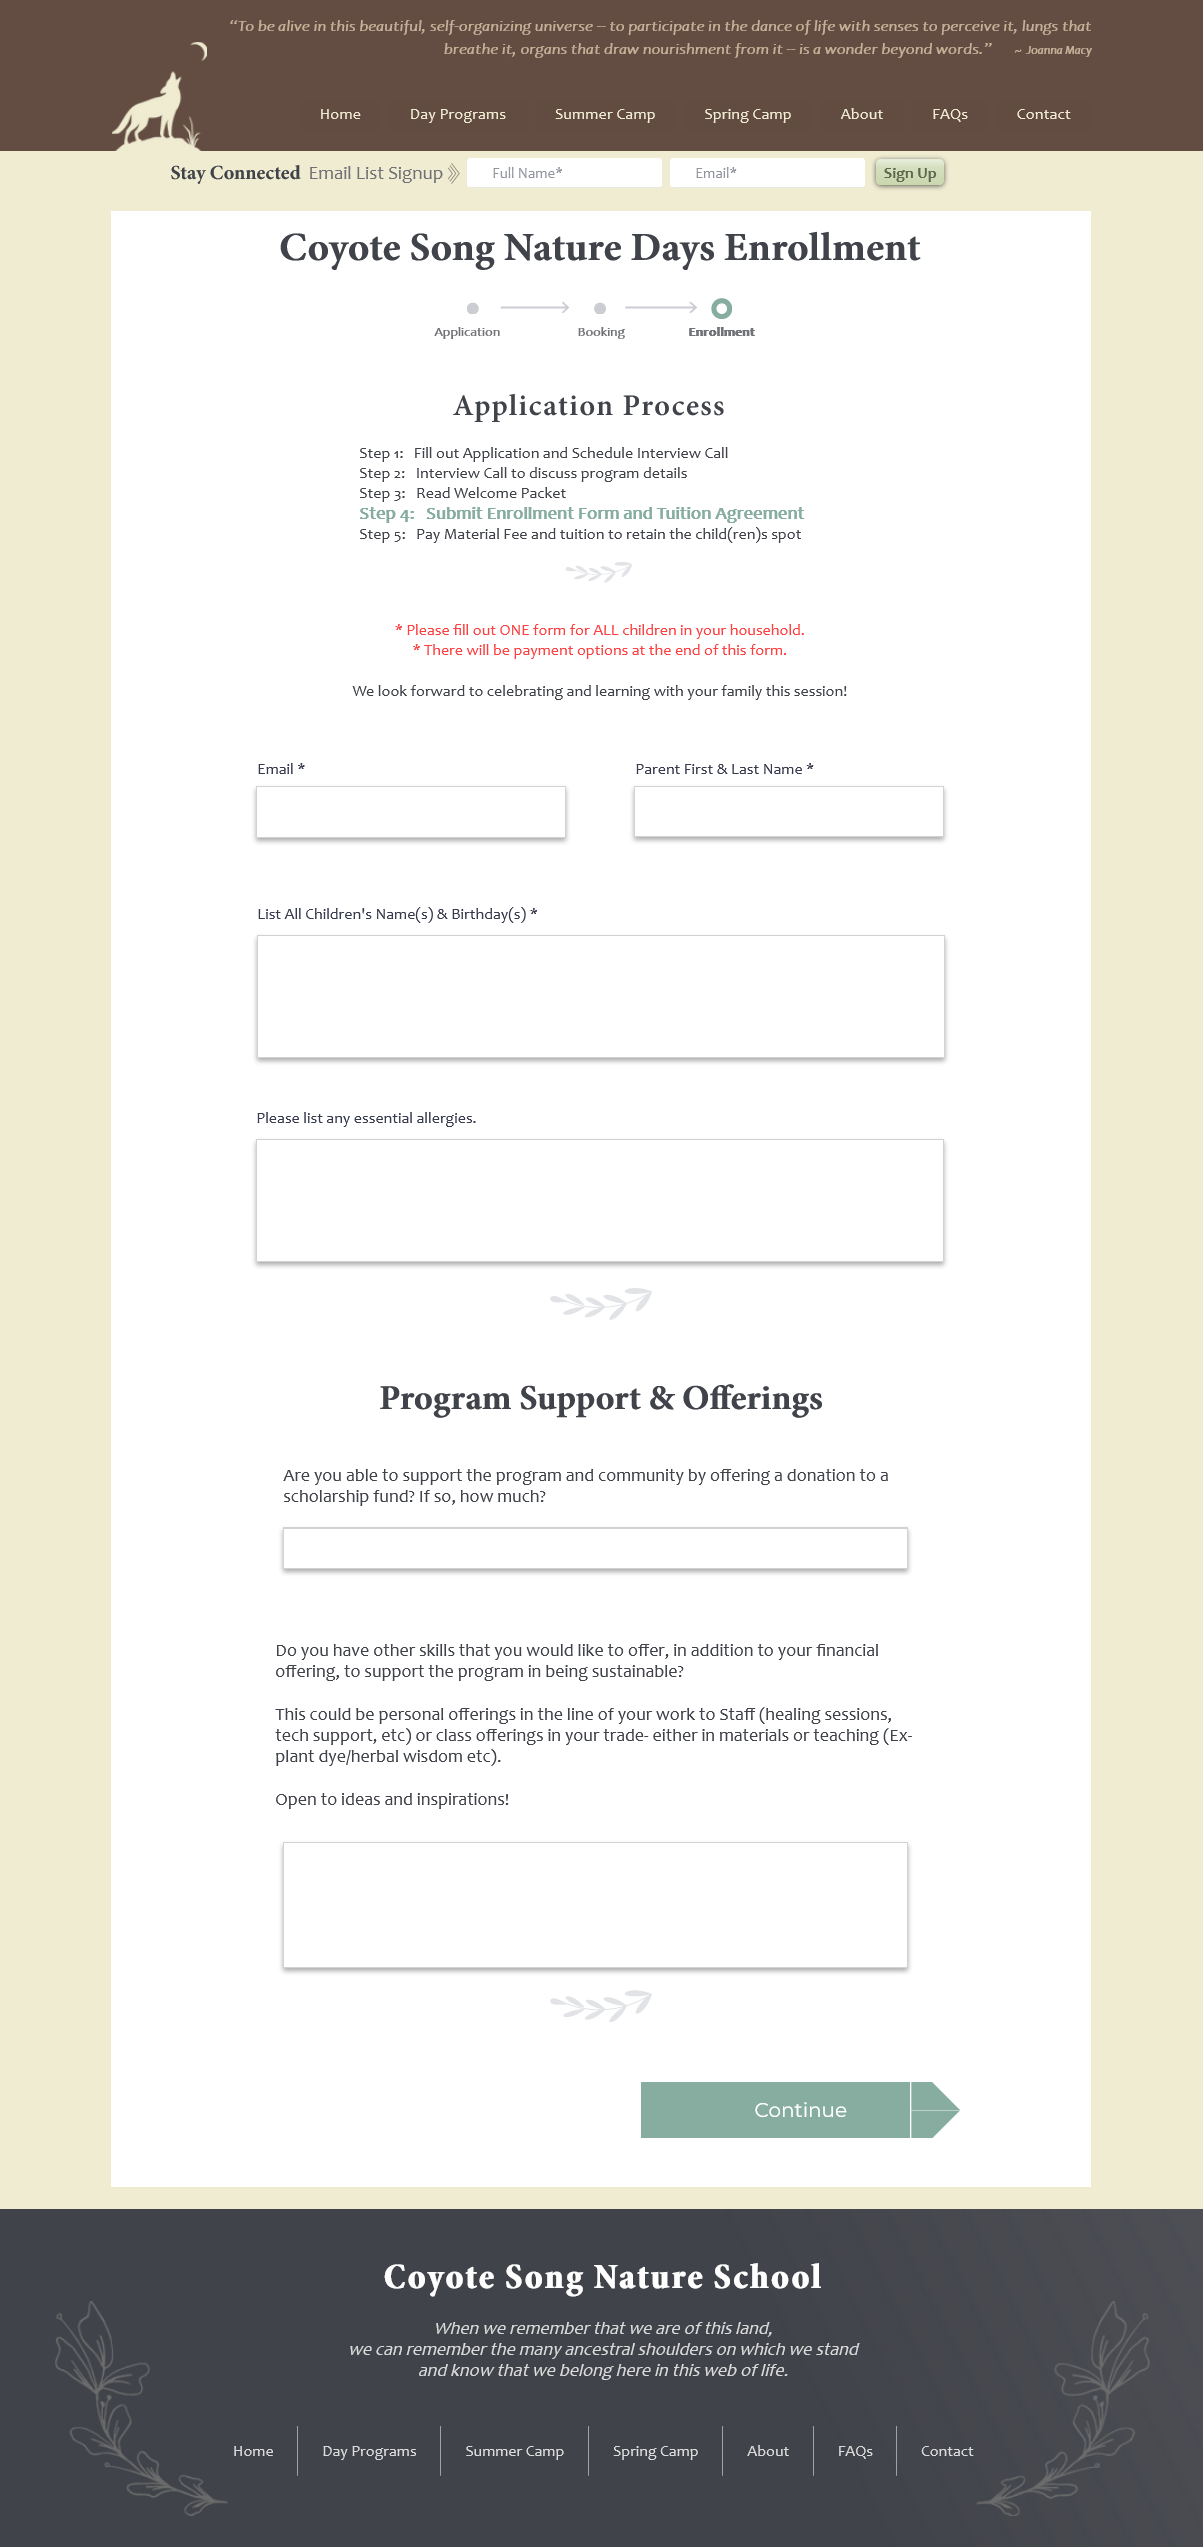 “To be alive in this beautiful, self-organizing universe – to participate in the dance of life with senses to perceive it, lungs that
breathe it, organs that draw nourishment from it – is a wonder beyond words.” ~ Joanna Macy
Home Day Programs Summer Camp Spring Camp About FAQs Contact
Stay Connected Email List Signup Full Name* Email* Sign Up
Coyote Song Nature Days Enrollment
Application Booking Enrollment
Application Process
Step 1: Fill out Application and Schedule Interview Call
Step 2: Interview Call to discuss program details
Step 3: Read Welcome Packet
Step 4: Submit Enrollment Form and Tuition Agreement
Step 5: Pay Material Fee and tuition to retain the child(ren)s spot
* Please fill out ONE form for ALL children in your household.
* There will be payment options at the end of this form.
We look forward to celebrating and learning with your family this session!
Email * Parent First & Last Name *
List All Children's Name(s) & Birthday(s) *
Please list any essential allergies.
Program Support & Offerings
Are you able to support the program and community by offering a donation to a
scholarship fund? If so, how much?
Do you have other skills that you would like to offer, in addition to your financial
offering, to support the program in being sustainable?
This could be personal offerings in the line of your work to Staff (healing sessions,
tech support, etc) or class offerings in your trade- either in materials or teaching (Ex-
plant dye/herbal wisdom etc).
Open to ideas and inspirations!
Continue
Coyote Song Nature School
When we remember that we are of this land,
we can remember the many ancestral shoulders on which we stand
and know that we belong here in this web of life.
Home Day Programs Summer Camp Spring Camp About FAQs Contact